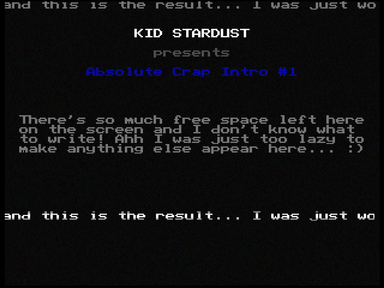 and this is the result... I was just wo
KID STARDUST
presents
Absolute Crap Intro #1
There's so much free space left here
on the screen and I don't know what
to write! Ahh I was just too lazy to
make anything else appear here... :)
and this is the result... I was just wo